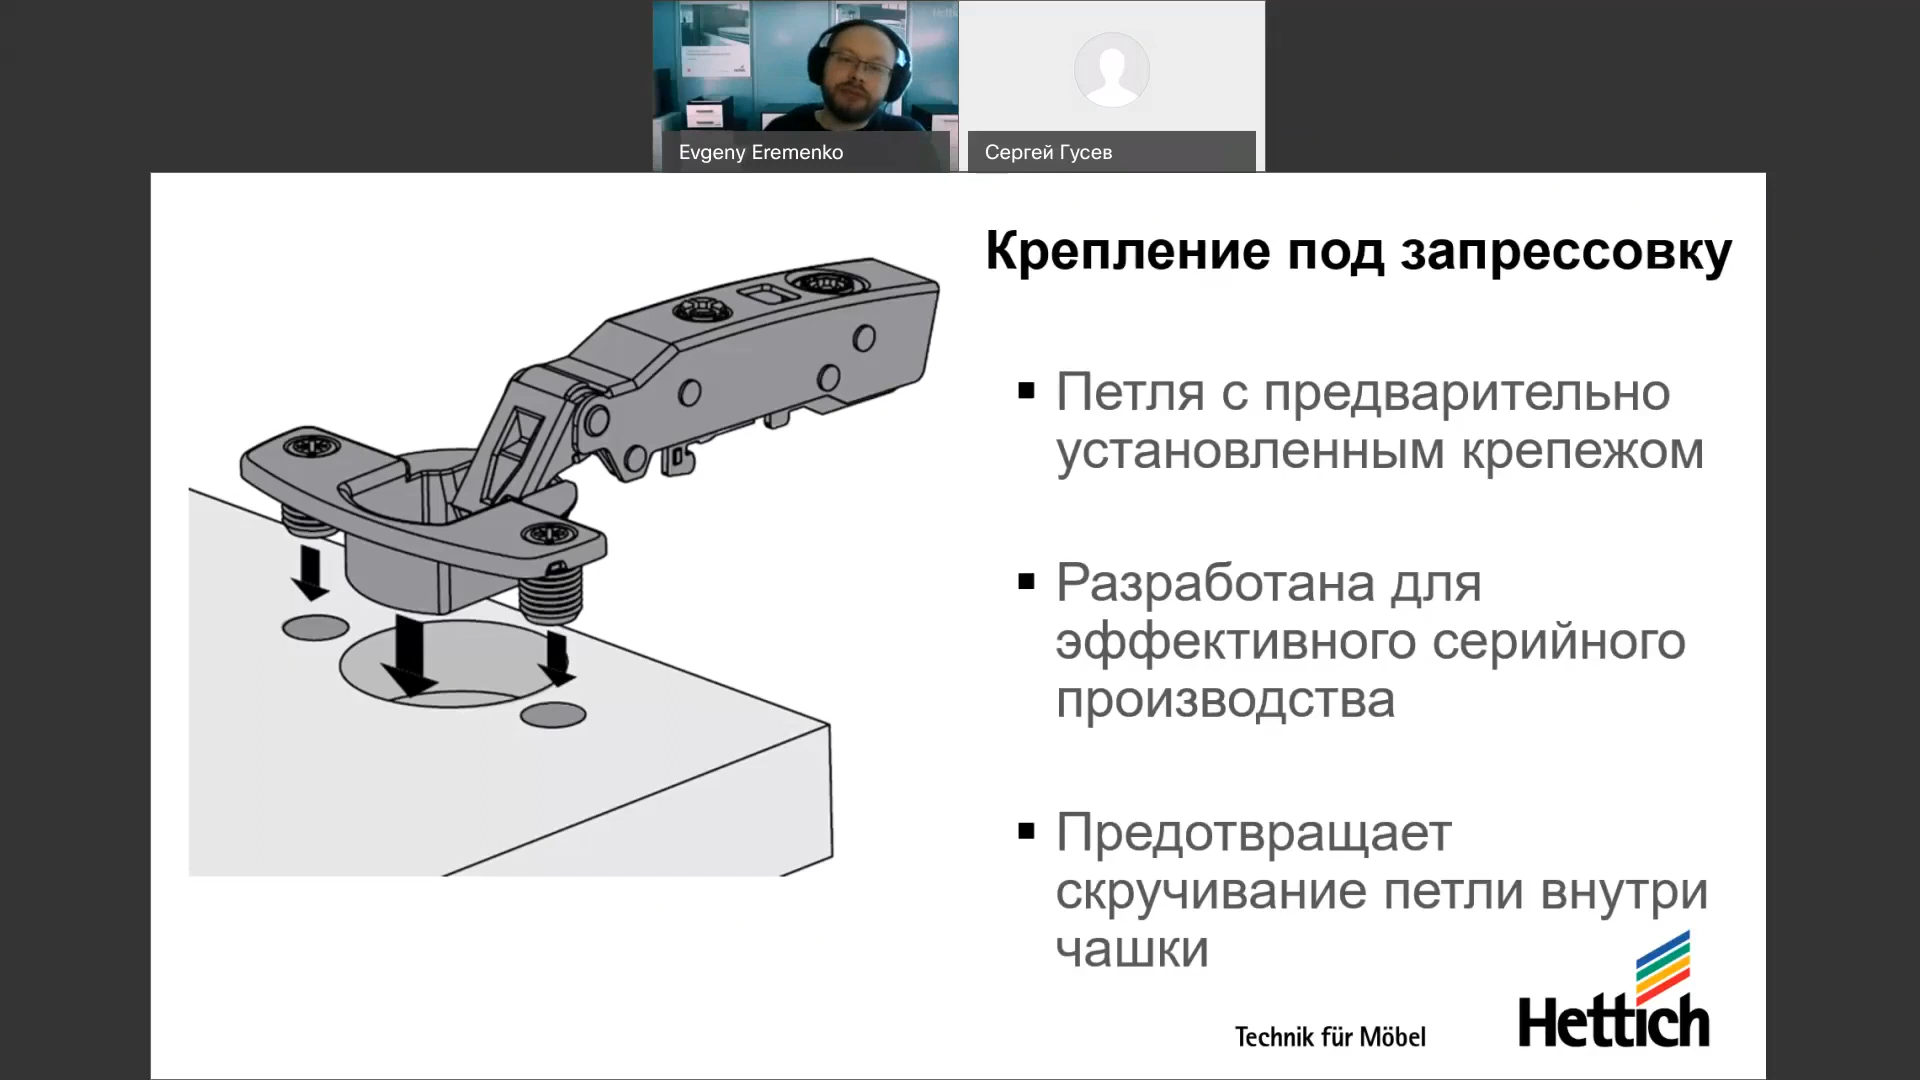 Evgeny Eremenko
Сергей Гусев
Крепление под запрессовку
▪ Петля с предварительно
установленным крепежом
▪ Разработана для
эффективного серийного
производства
▪ Предотвращает
скручивание петли внутри
чашки
Technik für Möbel
Hettich